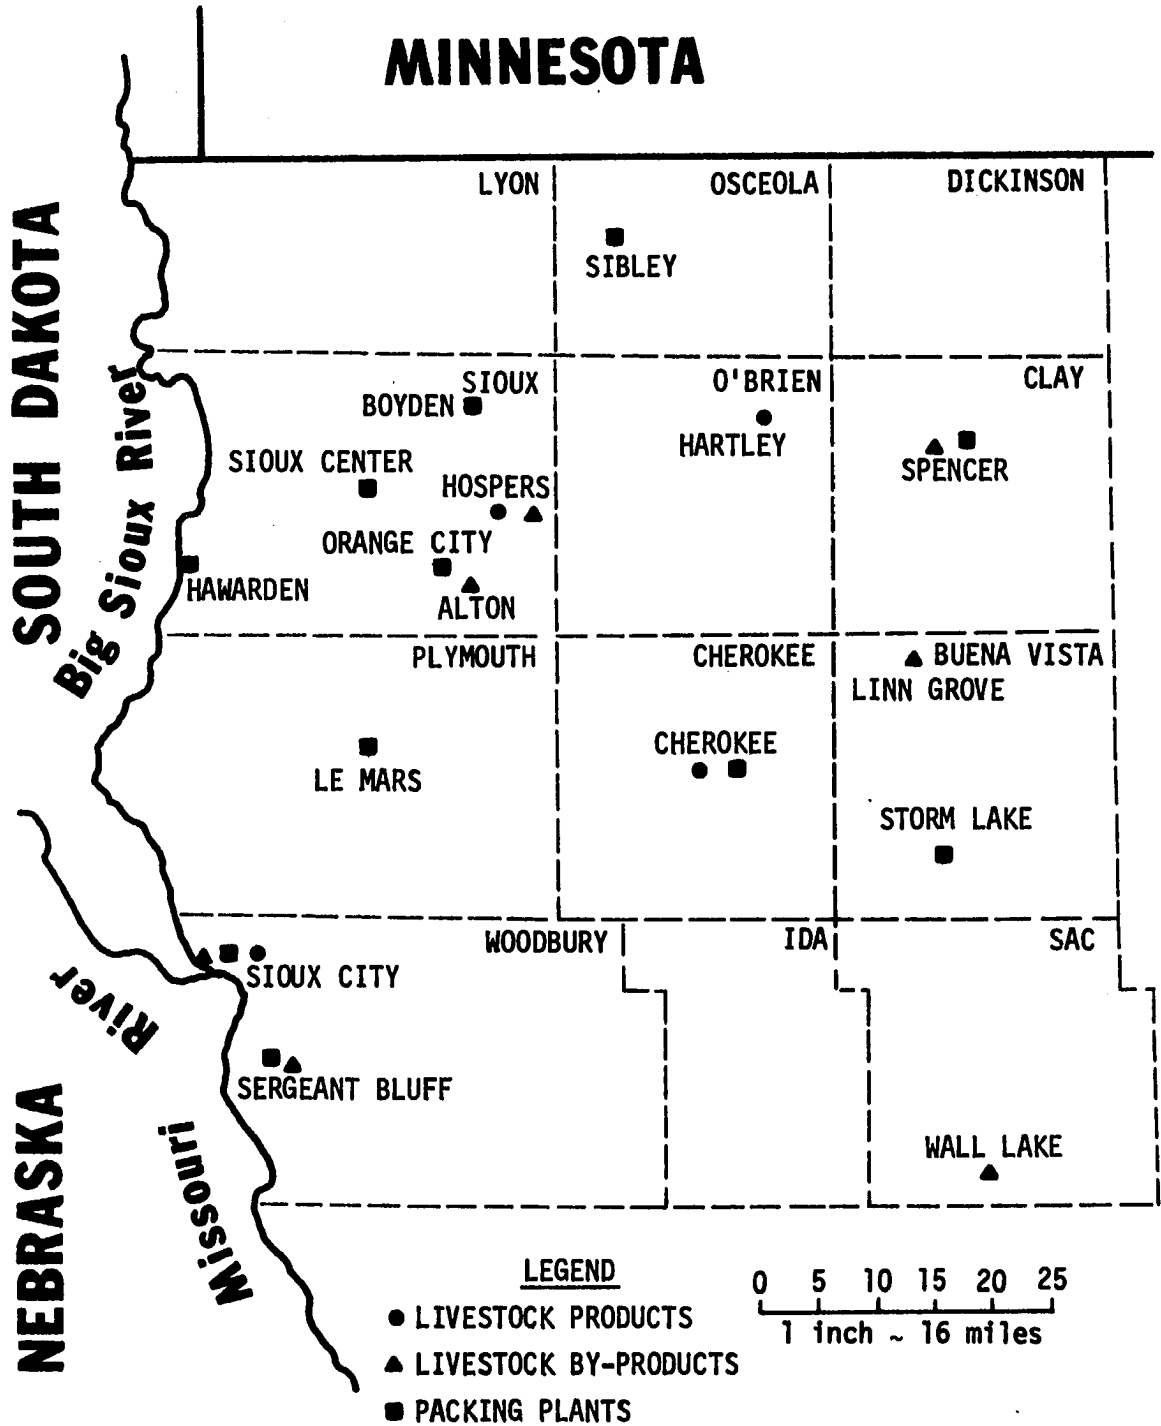 MINNESOTA
SOUTH DAKOTA
NEBRASKA
Big Sioux River
Missouri River
LYON
OSCEOLA
DICKINSON
SIBLEY
SIOUX
O'BRIEN
CLAY
BOYDEN
HARTLEY
SPENCER
SIOUX CENTER
HOSPERS
ORANGE CITY
HAWARDEN
ALTON
PLYMOUTH
CHEROKEE
BUENA VISTA
LINN GROVE
CHEROKEE
LE MARS
STORM LAKE
WOODBURY
IDA
SAC
SIOUX CITY
SERGEANT BLUFF
WALL LAKE
LEGEND
LIVESTOCK PRODUCTS
LIVESTOCK BY-PRODUCTS
PACKING PLANTS
0 5 10 15 20 25
1 inch ~ 16 miles